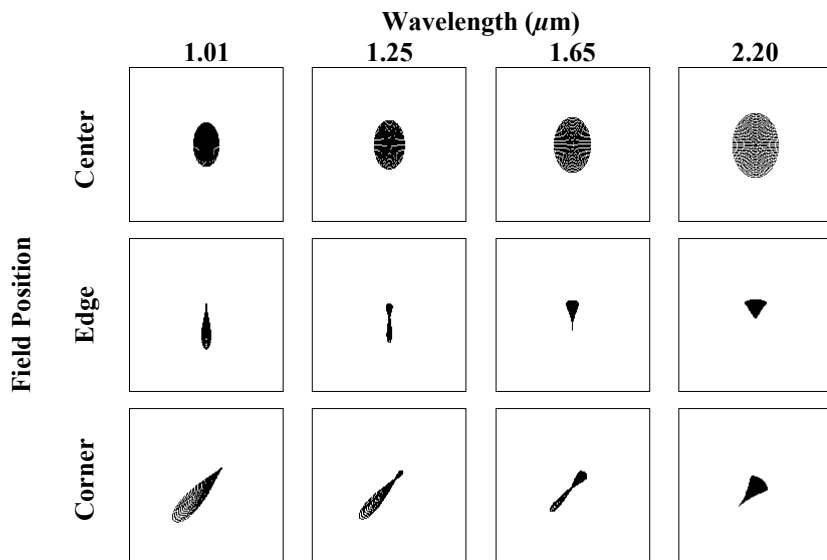 Wavelength (µm)
1.01 1.25 1.65 2.20
Field Position
Center
Edge
Corner